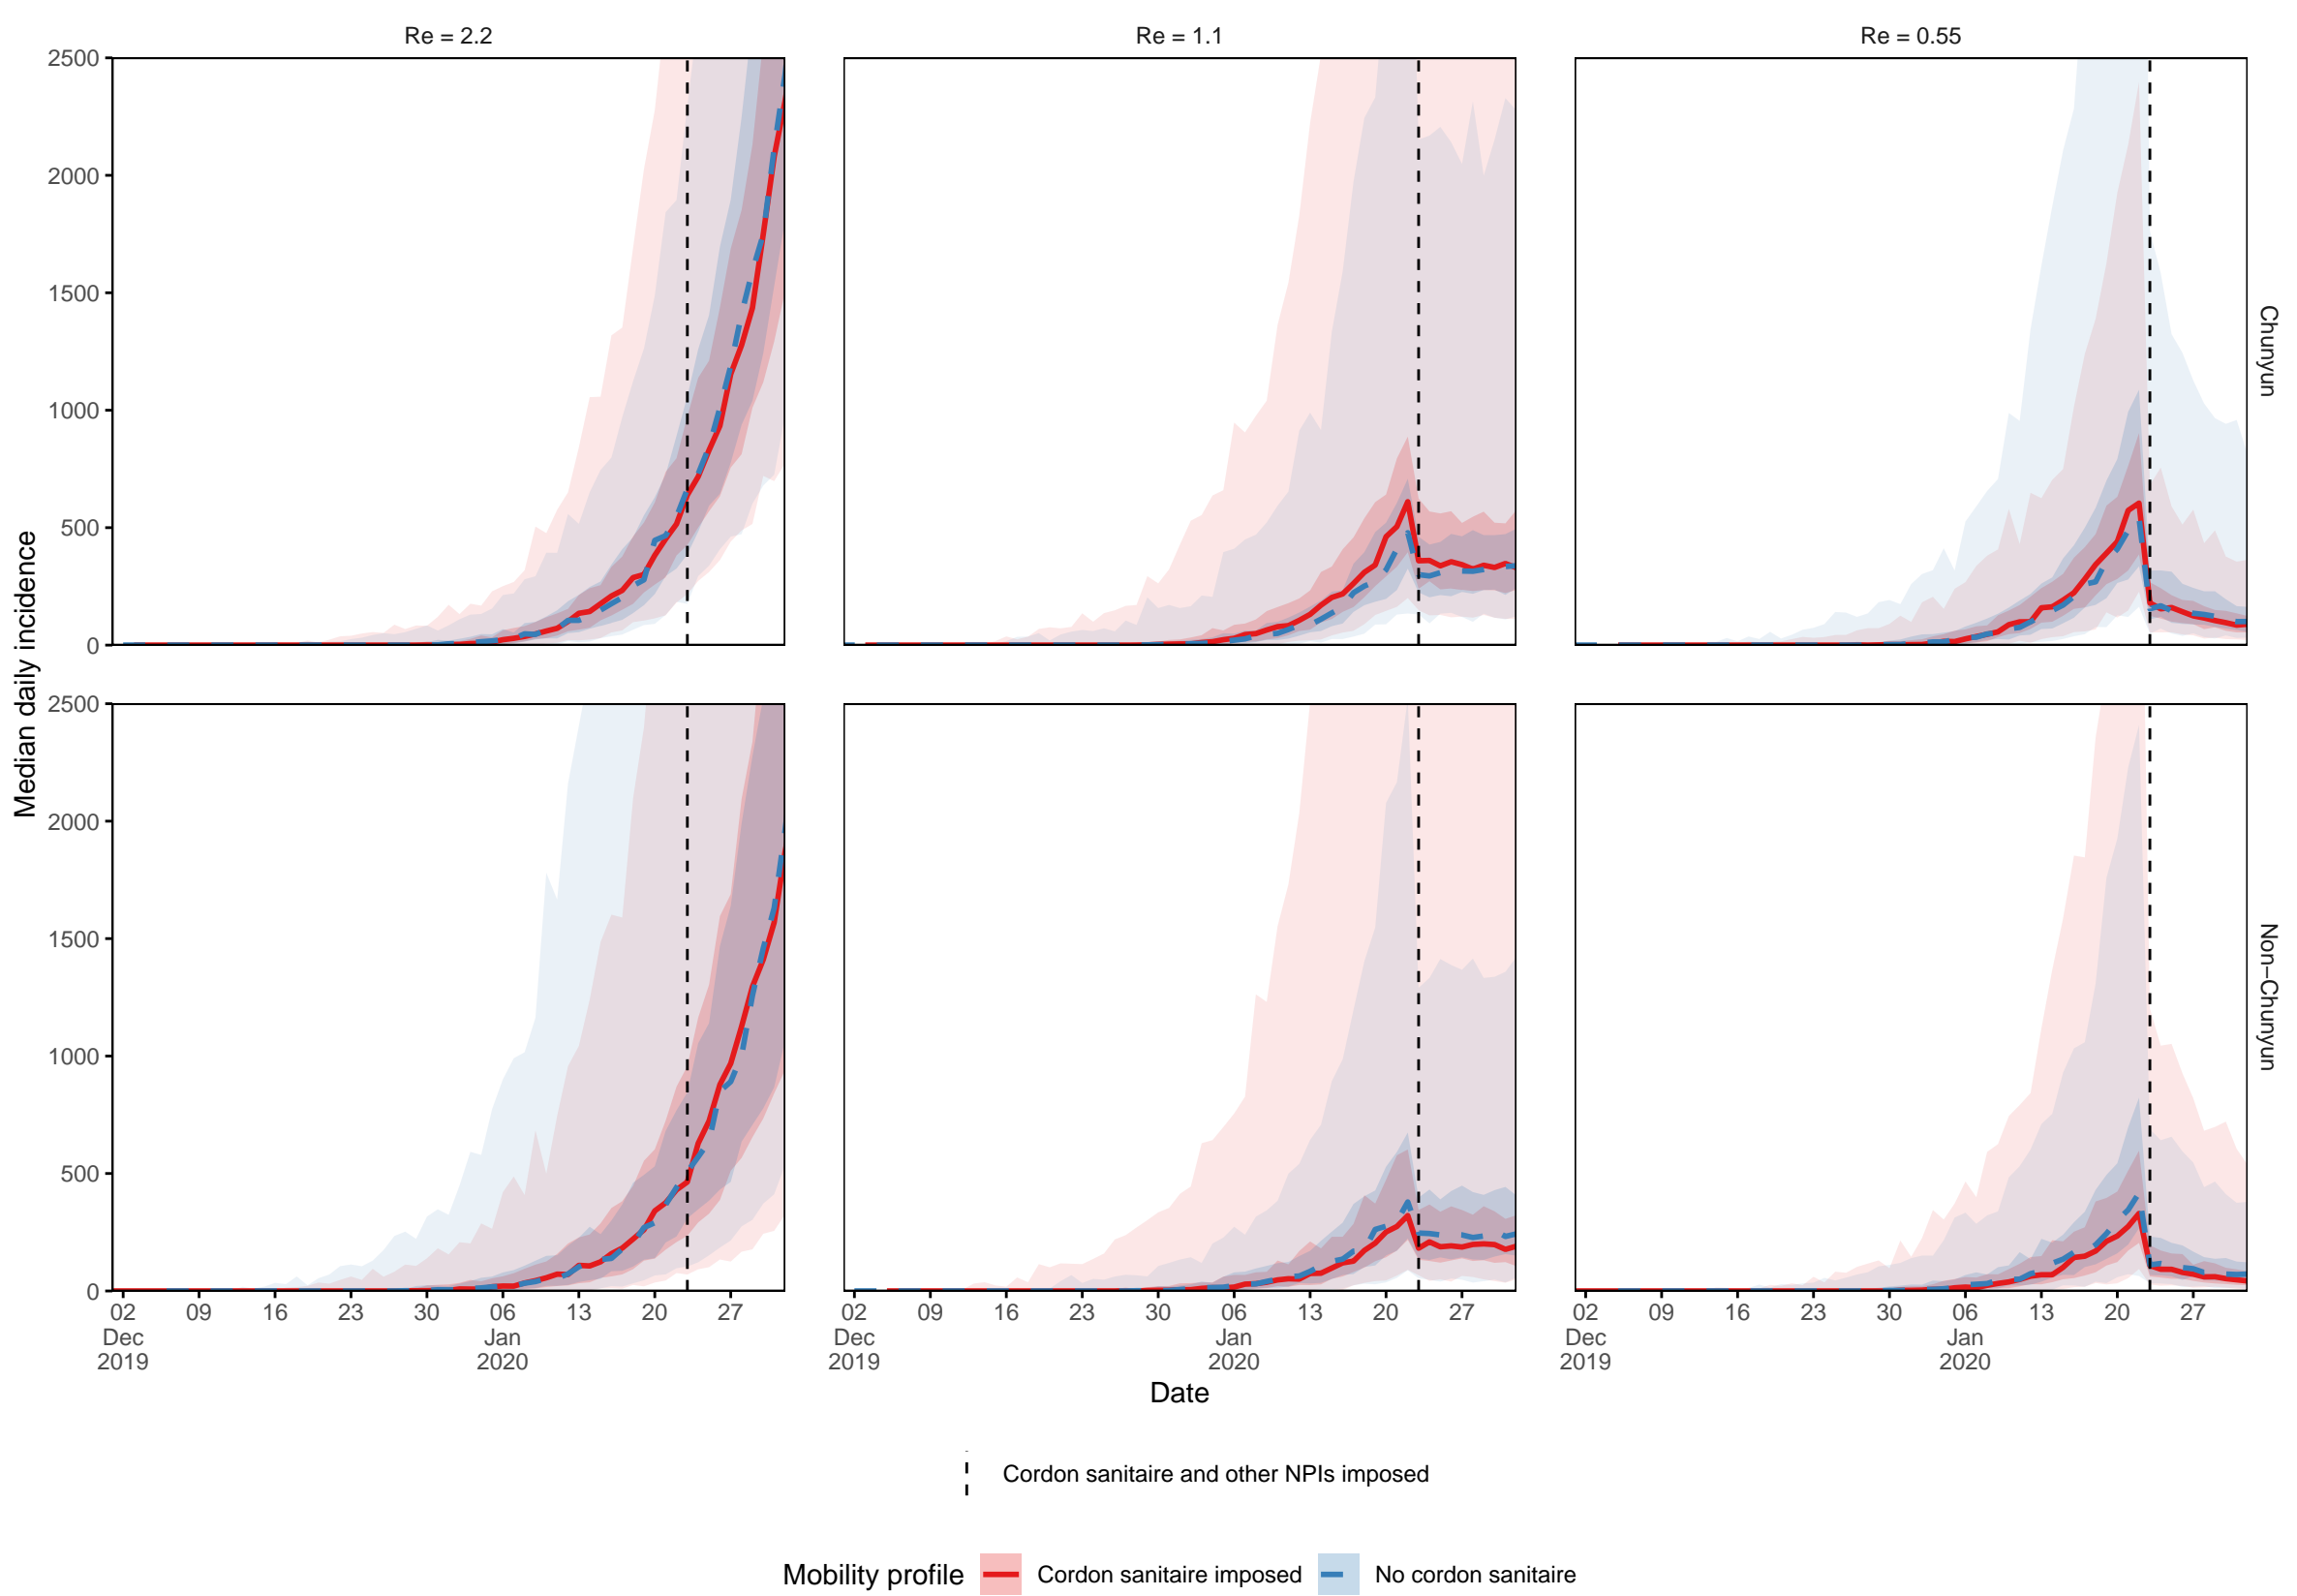 Re = 2.2
Re = 1.1
Re = 0.55
2500
2000
1500
1000
500
0
Chunyun
Median daily incidence
2500
2000
1500
1000
500
0
Non−Chunyun
02 09 16 23 30 06 13 20 27
Dec Jan
2019 2020
02 09 16 23 30 06 13 20 27
Dec Jan
2019 2020
02 09 16 23 30 06 13 20 27
Dec Jan
2019 2020
Date
Cordon sanitaire and other NPIs imposed
Mobility profile Cordon sanitaire imposed No cordon sanitaire